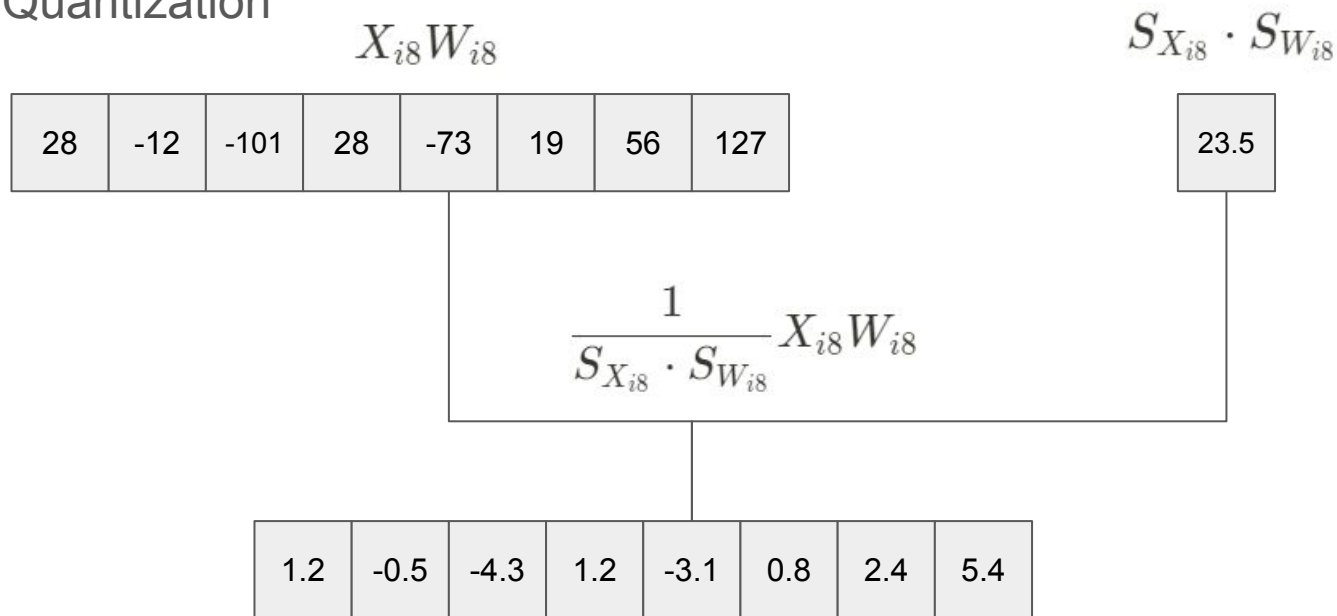 Quantization
X_{i8}W_{i8}
S_{X_{i8}} · S_{W_{i8}}
28 -12 -101 28 -73 19 56 127
23.5
\frac{1}{S_{X_{i8}} · S_{W_{i8}}} X_{i8}W_{i8}
1.2 -0.5 -4.3 1.2 -3.1 0.8 2.4 5.4